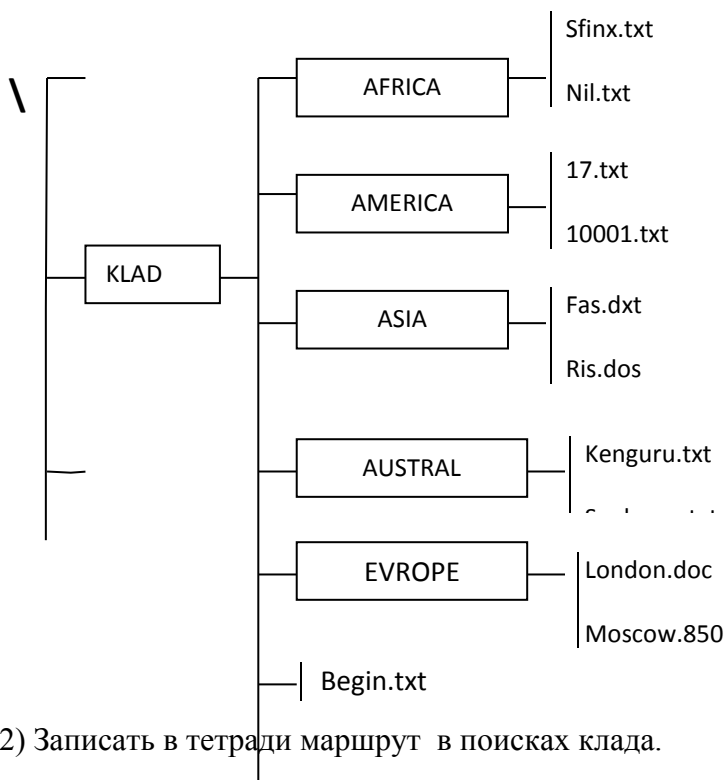 \
KLAD
AFRICA
Sfinx.txt
Nil.txt
AMERICA
17.txt
10001.txt
ASIA
Fas.dxt
Ris.dos
AUSTRAL
Kenguru.txt
EVROPE
London.doc
Moscow.850
Begin.txt
2) Записать в тетради маршрут в поисках клада.